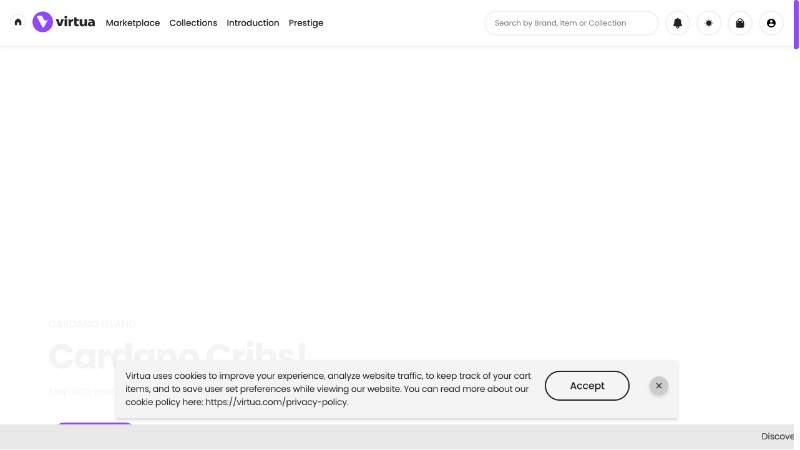 virtua Marketplace Collections Introduction Prestige Search by Brand, Item or Collection
CARDANO ISLAND
Cardano Cribs!
Step into your
Virtua uses cookies to improve your experience, analyze website traffic, to keep track of your cart
items, and to save user set preferences while viewing our website. You can read more about our
cookie policy here: https://virtua.com/privacy-policy.
Accept
Discove